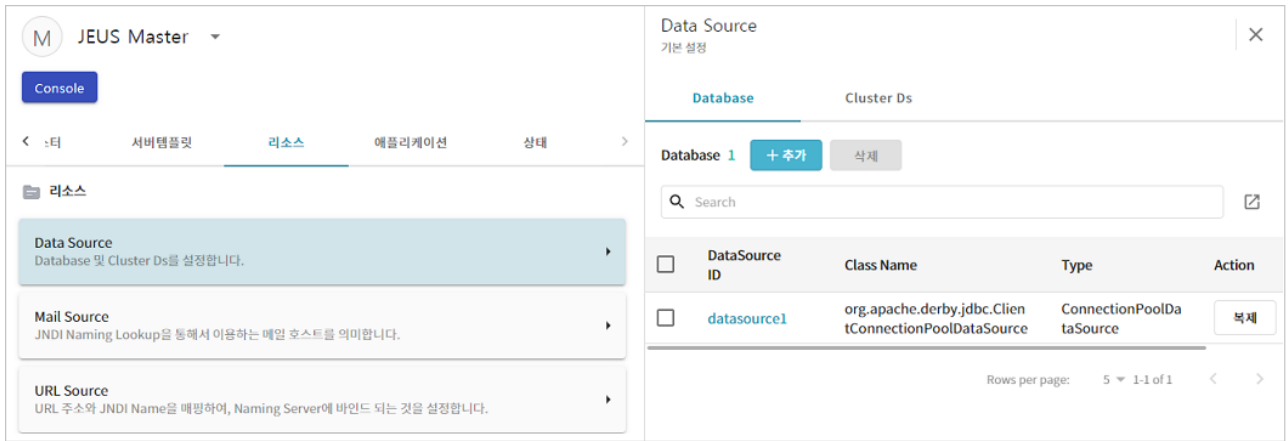 M
JEUS Master
Console
스터
서버템플릿
리소스
애플리케이션
상태
리소스
Data Source
Database 및 Cluster Ds를 설정합니다.
Mail Source
JNDI Naming Lookup을 통해서 이용하는 메일 호스트를 의미합니다.
URL Source
URL 주소와 JNDI Name을 매핑하여, Naming Server에 바인드 되는 것을 설정합니다.
Data Source
기본 설정
Database
Cluster Ds
Database 1
+ 추가
삭제
Search
DataSource
ID
Class Name
Type
Action
datasource1
org.apache.derby.jdbc.Clien
tConnectionPoolDataSource
ConnectionPoolDa
taSource
복제
Rows per page:
5
1-1 of 1